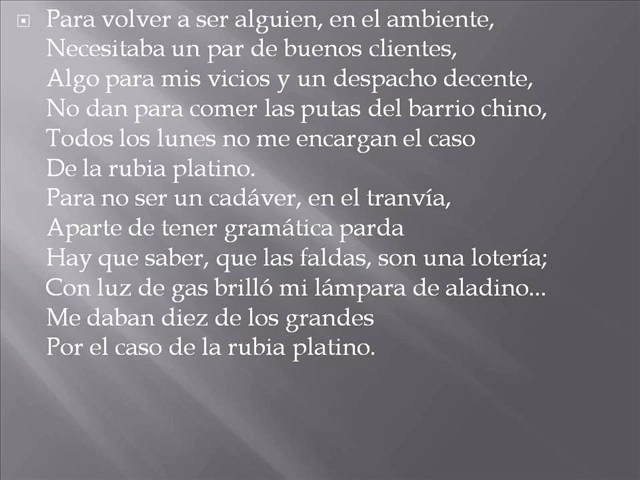 Para volver a ser alguien, en el ambiente,
Necesitaba un par de buenos clientes,
Algo para mis vicios y un despacho decente,
No dan para comer las putas del barrio chino,
Todos los lunes no me encargan el caso
De la rubia platino.
Para no ser un cadáver, en el tranvía,
Aparte de tener gramática parda
Hay que saber, que las faldas, son una lotería;
Con luz de gas brilló mi lámpara de aladino...
Me daban diez de los grandes
Por el caso de la rubia platino.